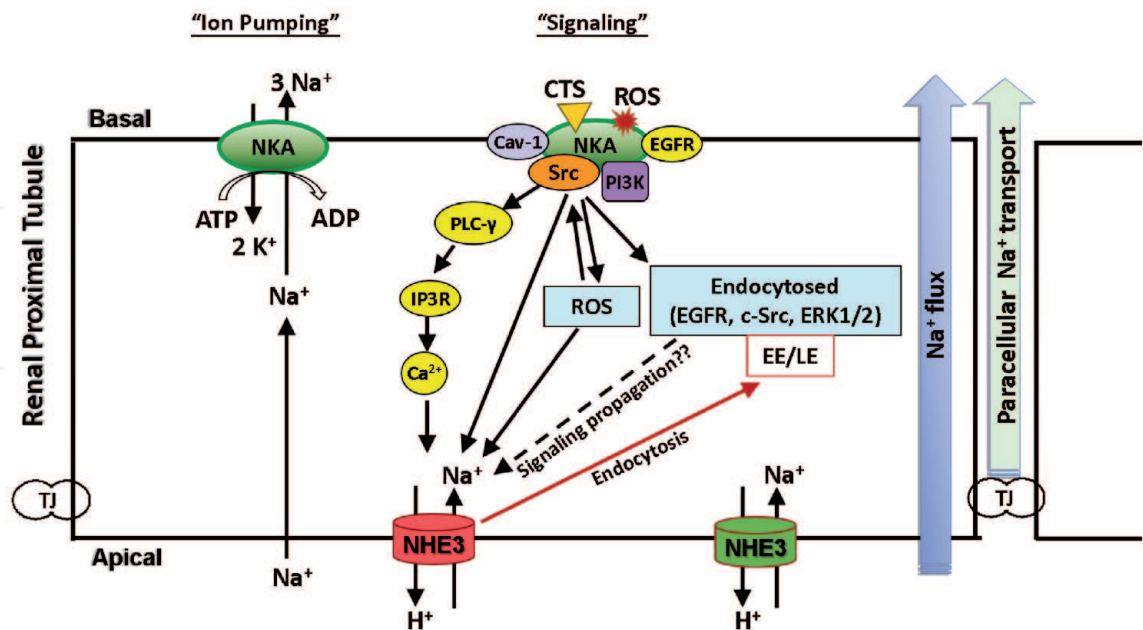 "Ion Pumping"
"Signaling"
3 Na⁺
CTS
ROS
Basal
NKA
Cav-1
NKA
EGFR
Src
PI3K
ATP
ADP
2 K⁺
PLC-γ
Na⁺
IP3R
ROS
Endocytosed
(EGFR, c-Src, ERK1/2)
EE/LE
Ca²⁺
Signaling propagation??
Endocytosis
Renal Proximal Tubule
Na⁺ flux
Paracellular Na⁺ transport
TJ
Na⁺
Na⁺
TJ
NHE3
NHE3
Apical
Na⁺
H⁺
H⁺